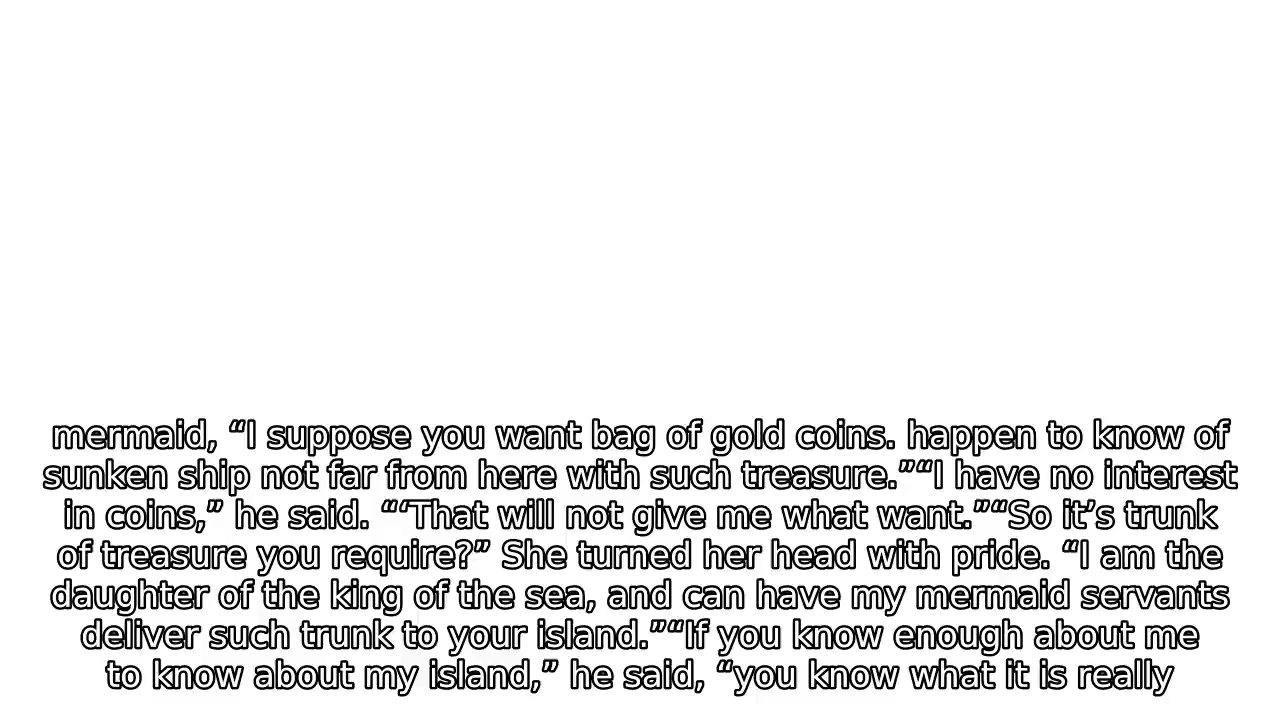 mermaid, “I suppose you want bag of gold coins. happen to know of
sunken ship not far from here with such treasure.”“I have no interest
in coins,” he said. “‘That will not give me what want.”“So it’s trunk
of treasure you require?” She turned her head with pride. “I am the
daughter of the king of the sea, and can have my mermaid servants
deliver such trunk to your island.”“If you know enough about me
to know about my island,” he said, “you know what it is really